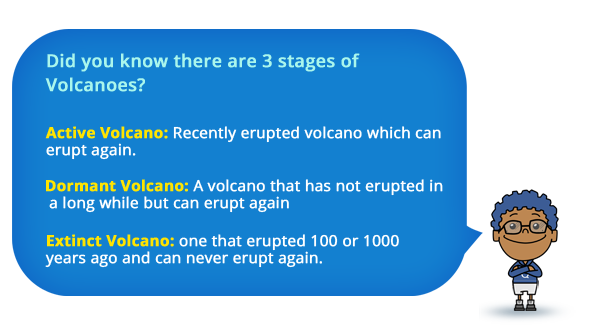 Did you know there are 3 stages of
Volcanoes?
Active Volcano: Recently erupted volcano which can
erupt again.
Dormant Volcano: A volcano that has not erupted in
a long while but can erupt again
Extinct Volcano: one that erupted 100 or 1000
years ago and can never erupt again.